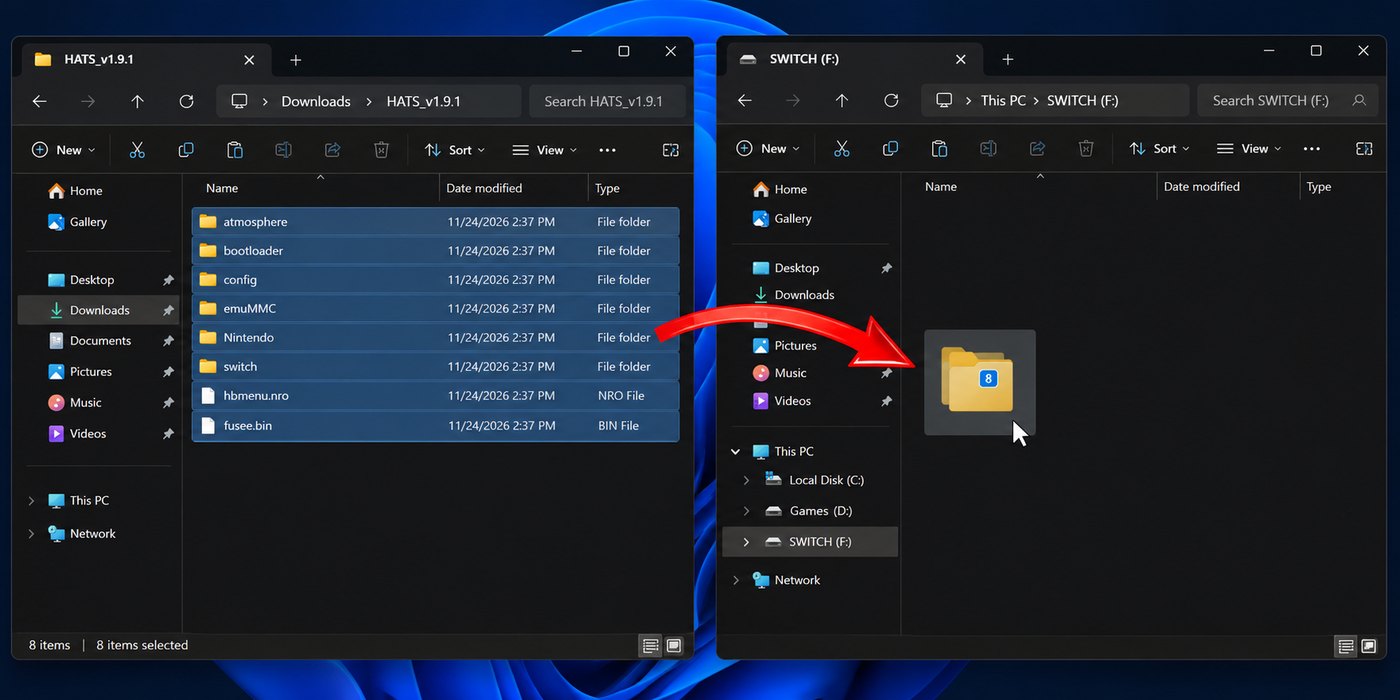 HATS_v1.9.1
Downloads > HATS_v1.9.1
Search HATS_v1.9.1
New
Sort
View
Home
Gallery
Desktop
Downloads
Documents
Pictures
Music
Videos
This PC
Network
Name Date modified Type
atmosphere 11/24/2026 2:37 PM File folder
bootloader 11/24/2026 2:37 PM File folder
config 11/24/2026 2:37 PM File folder
emuMMC 11/24/2026 2:37 PM File folder
Nintendo 11/24/2026 2:37 PM File folder
switch 11/24/2026 2:37 PM File folder
hbmenu.nro 11/24/2026 2:37 PM NRO File
fusee.bin 11/24/2026 2:37 PM BIN File
8 items | 8 items selected
SWITCH (F:)
This PC > SWITCH (F:)
Search SWITCH (F:)
New
Sort
View
Home
Gallery
Desktop
Downloads
Pictures
Music
Videos
This PC
Local Disk (C:)
Games (D:)
SWITCH (F:)
Network
Name Date modified Type
8